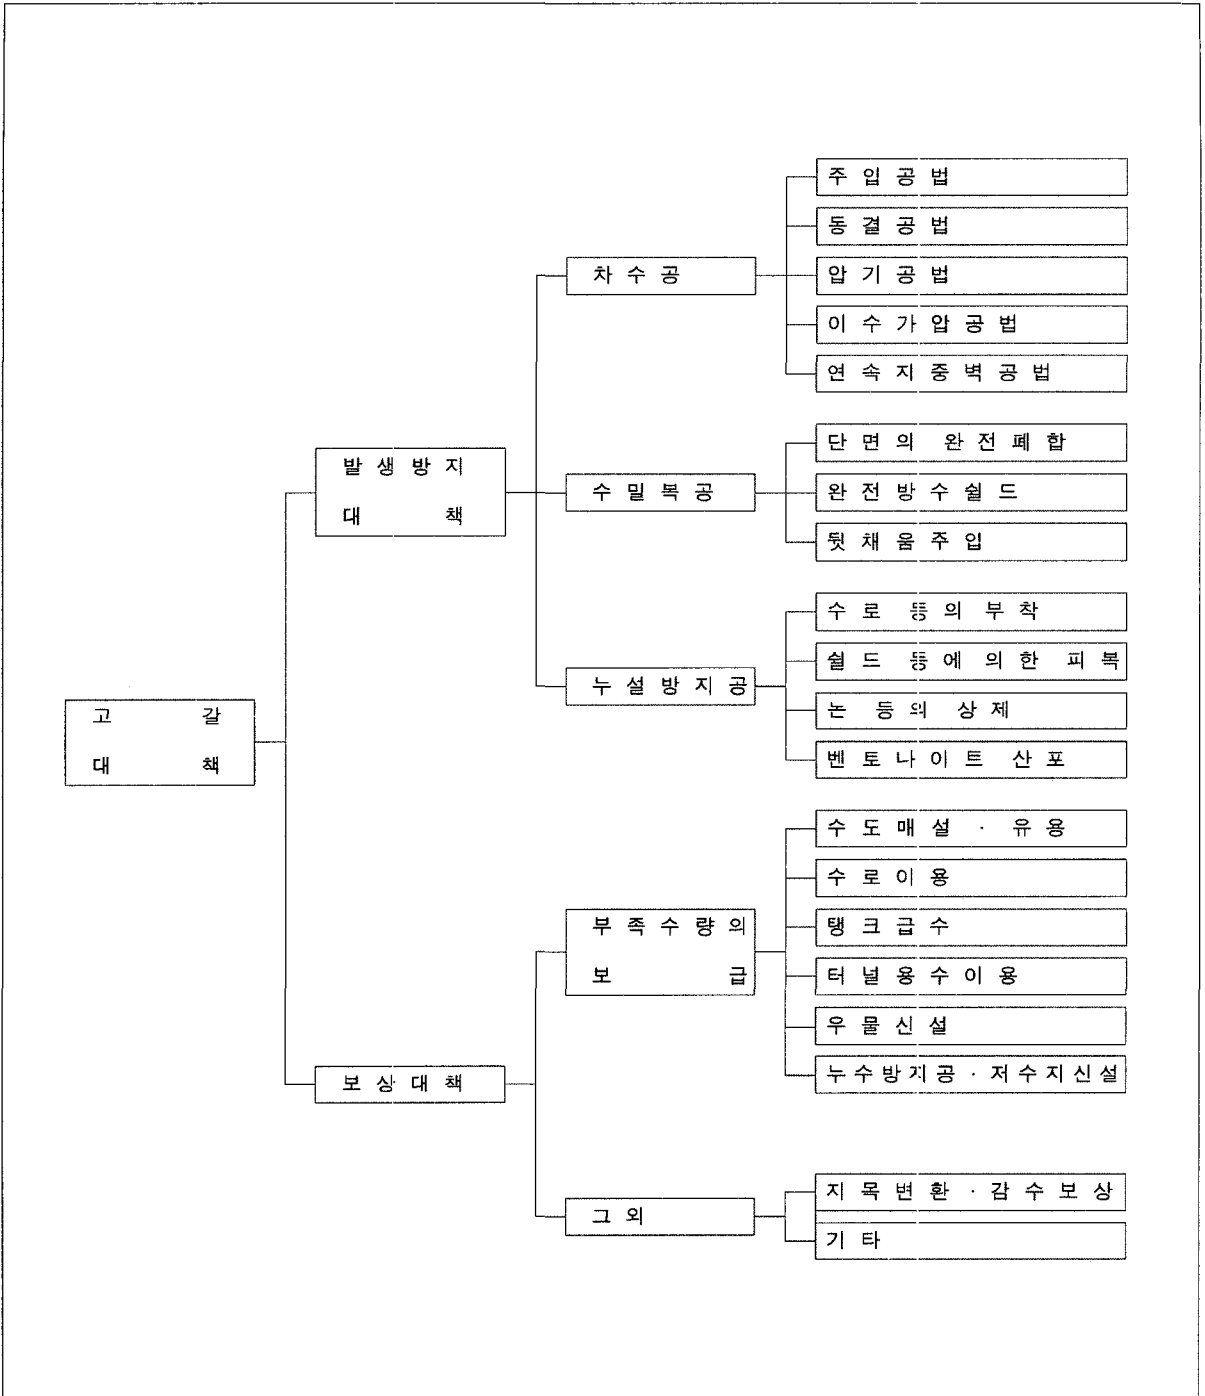 주입공법
동결공법
차수공
압기공법
이수가압공법
연속지중벽공법
발생방지
대 책
단면의 완전폐합
수밀복공
완전방수쉴드
뒷채움주입
수로 등의 부착
쉴드 등에 의한 피복
누설방지공
논 등의 상제
벤토나이트 산포
고 갈
대 책
수도매설 · 유용
수로이용
부족수량의
보 급
탱크급수
터널용수이용
우물신설
누수방지공 · 저수지신설
보상대책
지목변환 · 감수보상
그외
기타